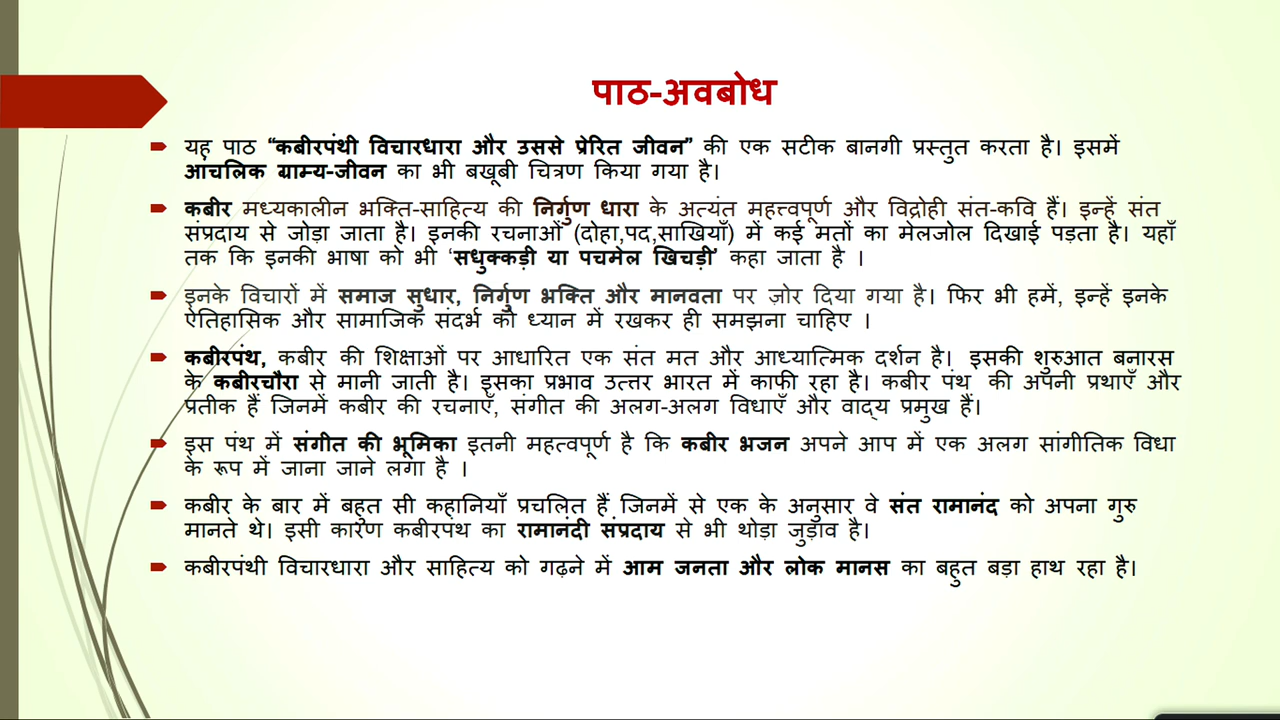 पाठ-अवबोध
यह पाठ “कबीरपंथी विचारधारा और उससे प्रेरित जीवन” की एक सटीक बानगी प्रस्तुत करता है। इसमें
आंचलिक ग्राम्य-जीवन का भी बखूबी चित्रण किया गया है।
कबीर मध्यकालीन भक्ति-साहित्य की निर्गुण धारा के अत्यंत महत्त्वपूर्ण और विद्रोही संत-कवि हैं। इन्हें संत
संप्रदाय से जोड़ा जाता है। इनकी रचनाओं (दोहा,पद,साखियाँ) में कई मतों का मेलजोल दिखाई पड़ता है। यहाँ
तक कि इनकी भाषा को भी ‘सधुक्कड़ी या पचमेल खिचड़ी’ कहा जाता है ।
इनके विचारों में समाज सुधार, निर्गुण भक्ति और मानवता पर ज़ोर दिया गया है। फिर भी हमें, इन्हें इनके
ऐतिहासिक और सामाजिक संदर्भ को ध्यान में रखकर ही समझना चाहिए ।
कबीरपंथ, कबीर की शिक्षाओं पर आधारित एक संत मत और आध्यात्मिक दर्शन है। इसकी शुरुआत बनारस
के कबीरचौरा से मानी जाती है। इसका प्रभाव उत्तर भारत में काफी रहा है। कबीर पंथ की अपनी प्रथाएँ और
प्रतीक हैं जिनमें कबीर की रचनाएँ, संगीत की अलग-अलग विधाएँ और वाद्य प्रमुख हैं।
इस पंथ में संगीत की भूमिका इतनी महत्वपूर्ण है कि कबीर भजन अपने आप में एक अलग सांगीतिक विधा
के रूप में जाना जाने लगा है ।
कबीर के बार में बहुत सी कहानियाँ प्रचलित हैं जिनमें से एक के अनुसार वे संत रामानंद को अपना गुरु
मानते थे। इसी कारण कबीरपंथ का रामानंदी संप्रदाय से भी थोड़ा जुड़ाव है।
कबीरपंथी विचारधारा और साहित्य को गढ़ने में आम जनता और लोक मानस का बहुत बड़ा हाथ रहा है।